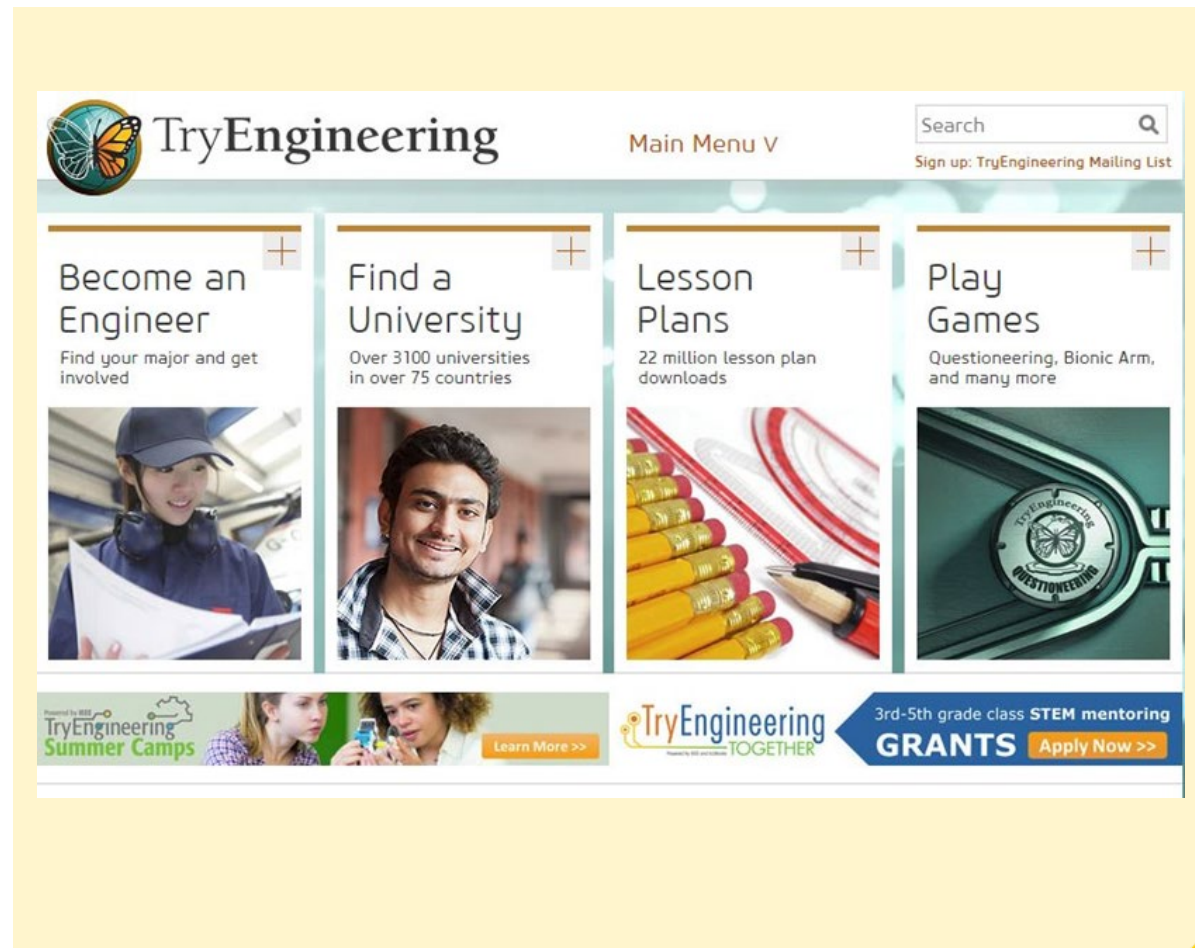 TryEngineering
Main Menu V
Search
Sign up: TryEngineering Mailing List
Become an
Engineer
Find your major and get
involved
Find a
University
Over 3100 universities
in over 75 countries
Lesson
Plans
22 million lesson plan
downloads
Play
Games
Questioneering, Bionic Arm,
and many more
G-
TryEngineering
QUESTIONEERING
Powered by IEEE
TryEngineering
Summer Camps
Learn More >>
TryEngineering
TOGETHER
3rd-5th grade class STEM mentoring
GRANTS
Apply Now >>